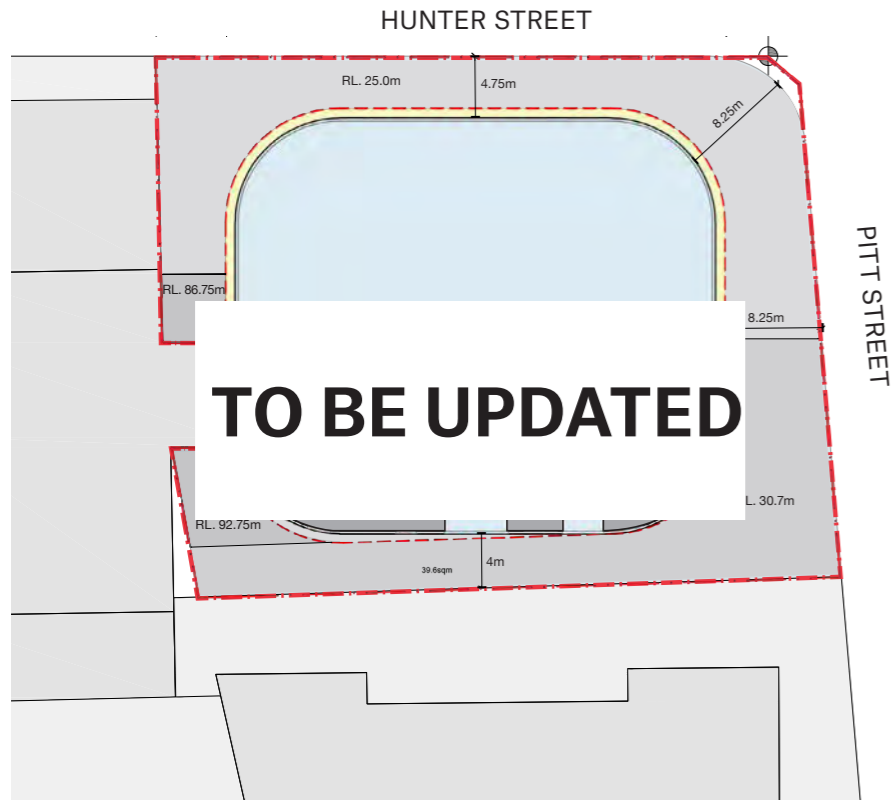 HUNTER STREET
RL. 25.0m
4.75m
8.25m
PITT STREET
RL. 86.75m
8.25m
TO BE UPDATED
L. 30.7m
RL. 92.75m
39.6sqm
4m